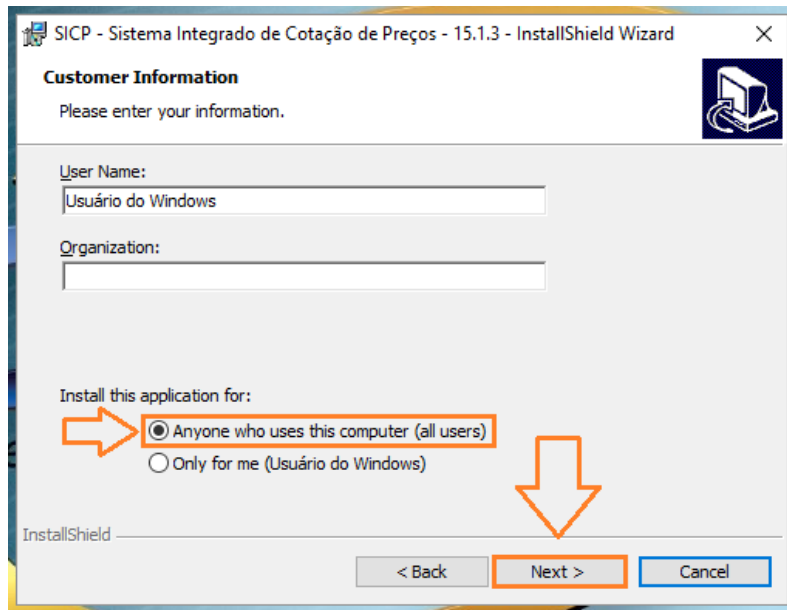 SICP - Sistema Integrado de Cotação de Preços - 15.1.3 - InstallShield Wizard
Customer Information
Please enter your information.
User Name:
Usuário do Windows
Organization:
Install this application for:
Anyone who uses this computer (all users)
Only for me (Usuário do Windows)
InstallShield
< Back Next > Cancel